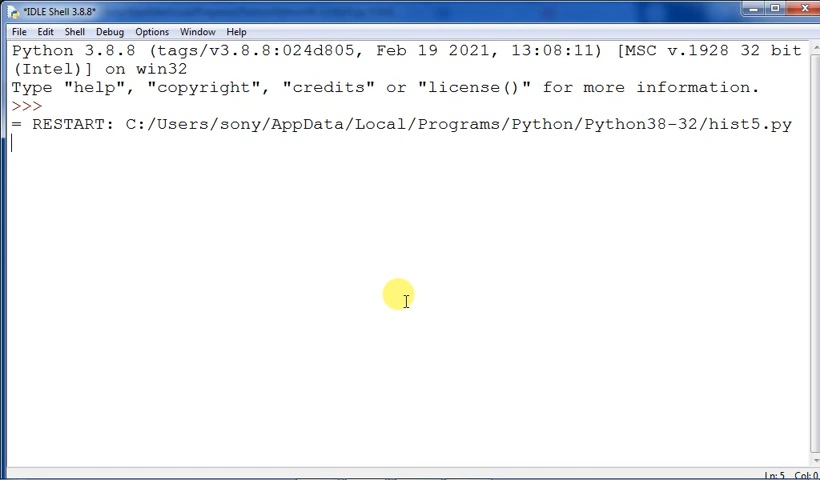 *IDLE Shell 3.8.8*
File Edit Shell Debug Options Window Help
Python 3.8.8 (tags/v3.8.8:024d805, Feb 19 2021, 13:08:11) [MSC v.1928 32 bit
(Intel)] on win32
Type "help", "copyright", "credits" or "license()" for more information.
>>>
= RESTART: C:/Users/sony/AppData/Local/Programs/Python/Python38-32/hist5.py
Ln: 5 Col: 0